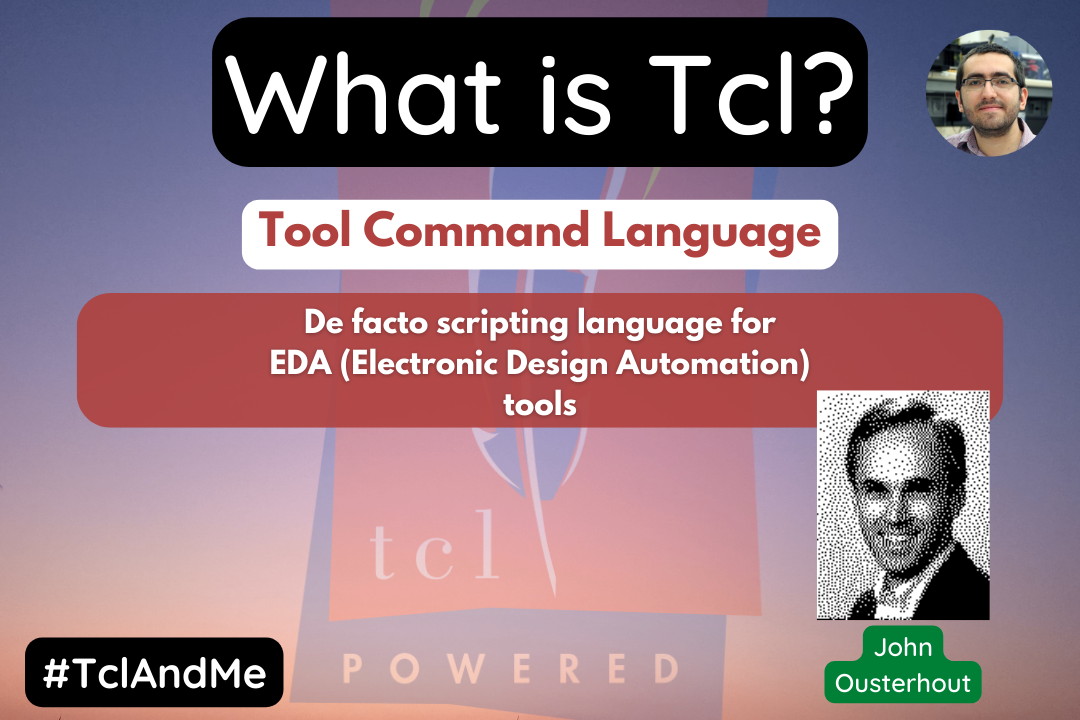 What is Tcl?
Tool Command Language
De facto scripting language for
EDA (Electronic Design Automation)
tools
tcl
POWERED
#TclAndMe
John
Ousterhout